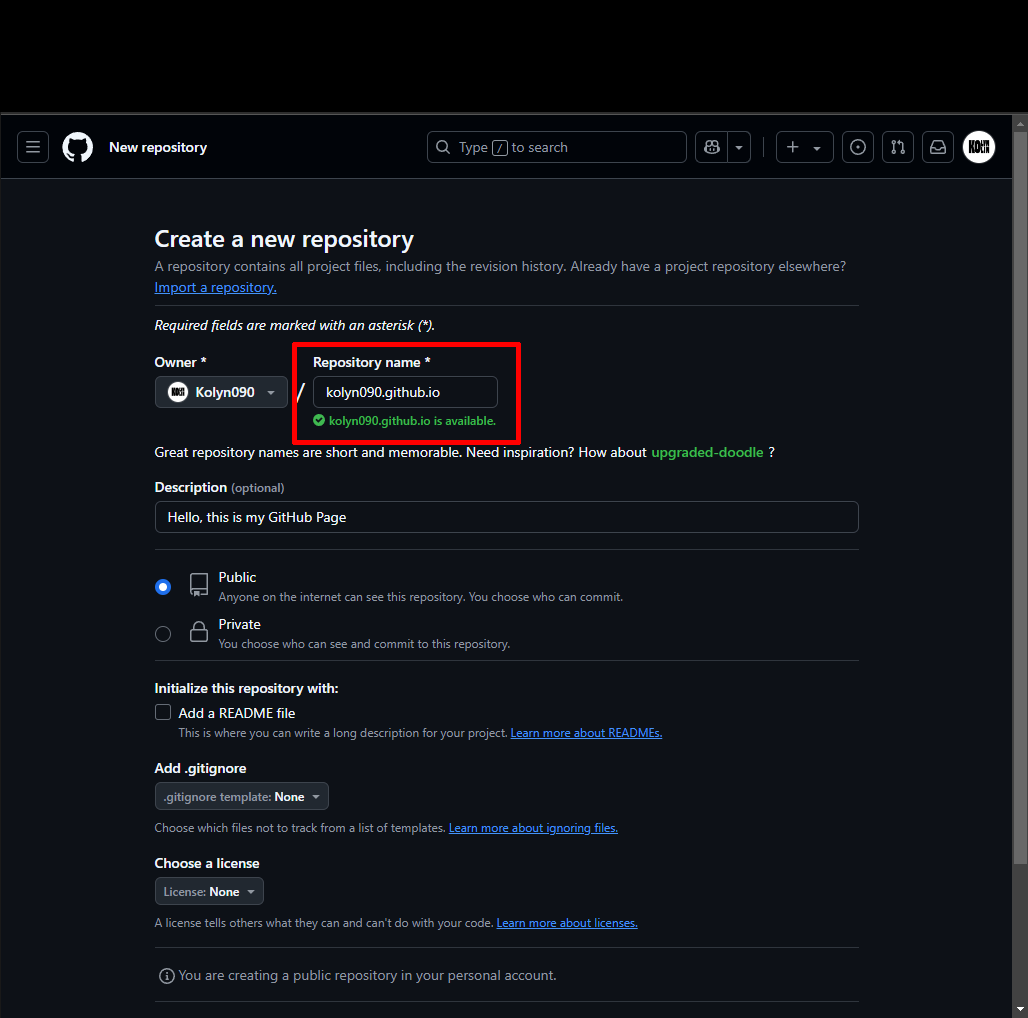 New repository
Type / to search
Create a new repository
A repository contains all project files, including the revision history. Already have a project repository elsewhere?
Import a repository.
Required fields are marked with an asterisk (*).
Owner *
Repository name *
Kolyn090
/
kolyn090.github.io
kolyn090.github.io is available.
Great repository names are short and memorable. Need inspiration? How about upgraded-doodle ?
Description (optional)
Hello, this is my GitHub Page
Public
Anyone on the internet can see this repository. You choose who can commit.
Private
You choose who can see and commit to this repository.
Initialize this repository with:
Add a README file
This is where you can write a long description for your project. Learn more about READMEs.
Add .gitignore
.gitignore template: None
Choose which files not to track from a list of templates. Learn more about ignoring files.
Choose a license
License: None
A license tells others what they can and can't do with your code. Learn more about licenses.
You are creating a public repository in your personal account.